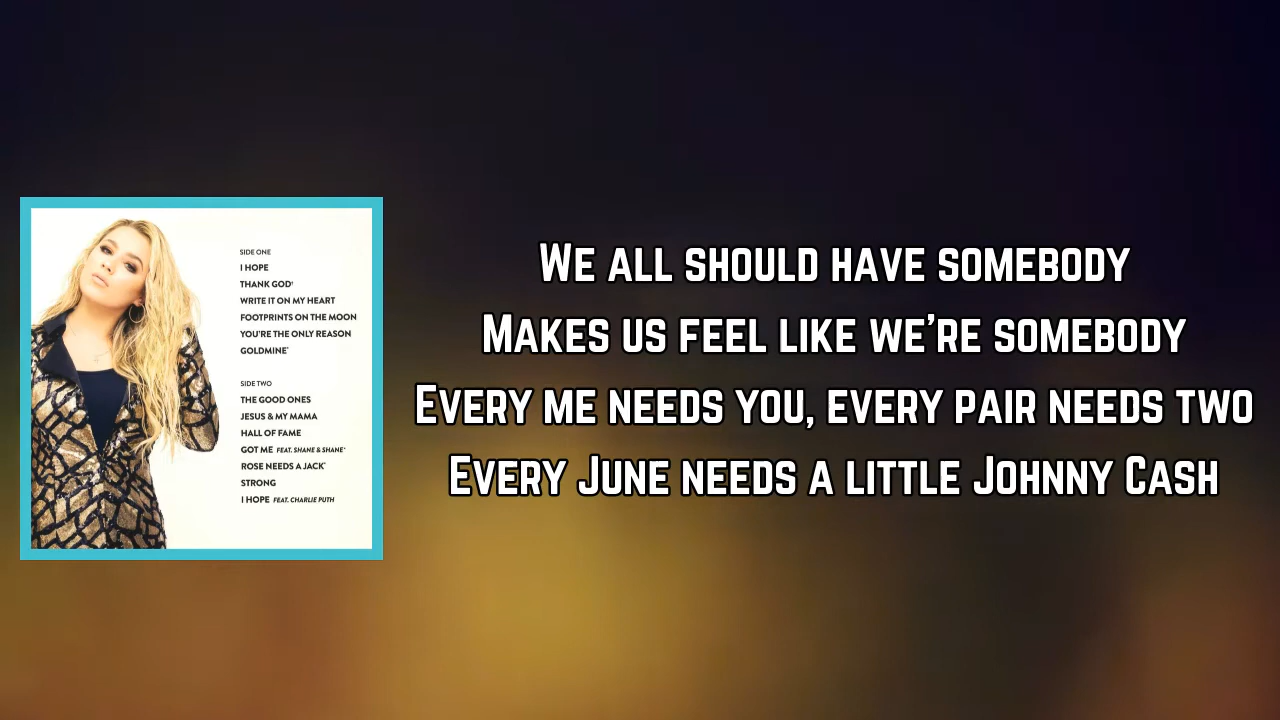 SIDE ONE
I HOPE
THANK GOD†
WRITE IT ON MY HEART
FOOTPRINTS ON THE MOON
YOU'RE THE ONLY REASON
GOLDMINE*
SIDE TWO
THE GOOD ONES
JESUS & MY MAMA
HALL OF FAME
GOT ME FEAT. SHANE & SHANE*
ROSE NEEDS A JACK*
STRONG
I HOPE FEAT. CHARLIE PUTH
We all should have somebody
Makes us feel like we’re somebody
Every me needs you, every pair needs two
Every June needs a little Johnny Cash